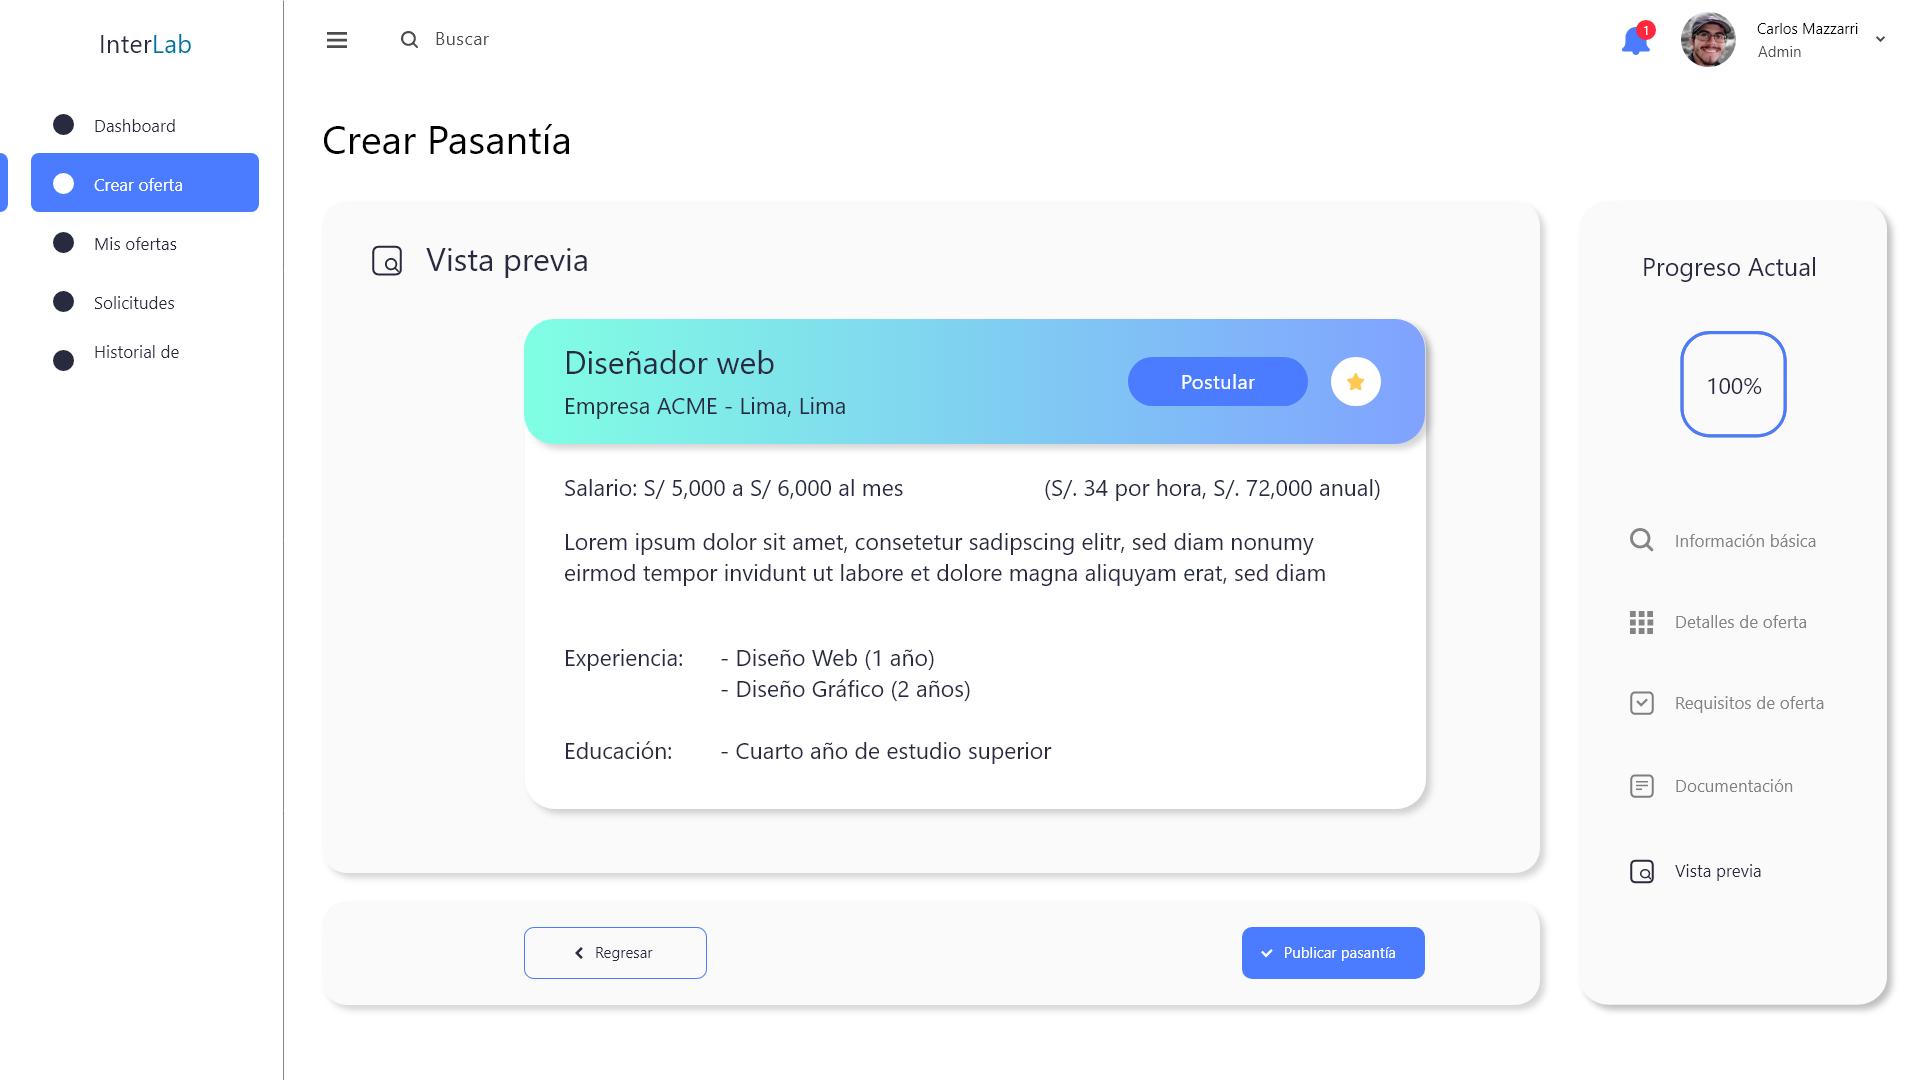 InterLab
Dashboard
Crear oferta
Mis ofertas
Solicitudes
Historial de
Buscar
1
Carlos Mazzarri
Admin
Crear Pasantía
Vista previa
Diseñador web
Empresa ACME - Lima, Lima
Postular
Salario: S/ 5,000 a S/ 6,000 al mes (S/. 34 por hora, S/. 72,000 anual)
Lorem ipsum dolor sit amet, consetetur sadipscing elitr, sed diam nonumy
eirmod tempor invidunt ut labore et dolore magna aliquyam erat, sed diam
Experiencia: - Diseño Web (1 año)
- Diseño Gráfico (2 años)
Educación: - Cuarto año de estudio superior
Regresar
Publicar pasantía
Progreso Actual
100%
Información básica
Detalles de oferta
Requisitos de oferta
Documentación
Vista previa